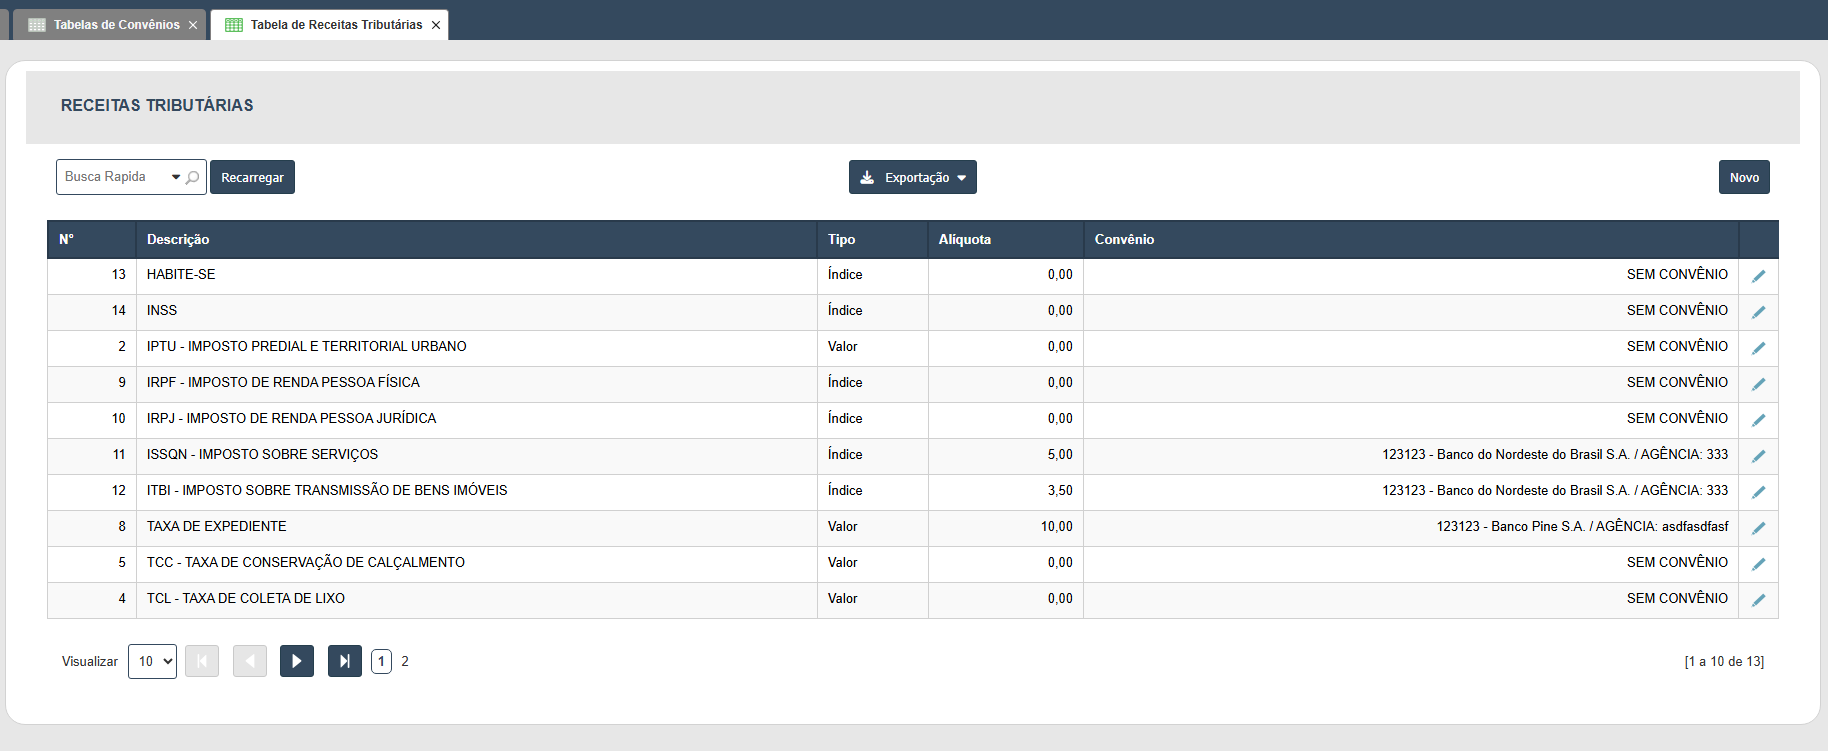 Tabelas de Convênios Tabela de Receitas Tributárias
RECEITAS TRIBUTÁRIAS
Busca Rapida Recarregar Exportação Novo
Nº Descrição Tipo Alíquota Convênio
13 HABITE-SE Índice 0,00 SEM CONVÊNIO
14 INSS Índice 0,00 SEM CONVÊNIO
2 IPTU - IMPOSTO PREDIAL E TERRITORIAL URBANO Valor 0,00 SEM CONVÊNIO
9 IRPF - IMPOSTO DE RENDA PESSOA FÍSICA Índice 0,00 SEM CONVÊNIO
10 IRPJ - IMPOSTO DE RENDA PESSOA JURÍDICA Índice 0,00 SEM CONVÊNIO
11 ISSQN - IMPOSTO SOBRE SERVIÇOS Índice 5,00 123123 - Banco do Nordeste do Brasil S.A. / AGÊNCIA: 333
12 ITBI - IMPOSTO SOBRE TRANSMISSÃO DE BENS IMÓVEIS Índice 3,50 123123 - Banco do Nordeste do Brasil S.A. / AGÊNCIA: 333
8 TAXA DE EXPEDIENTE Valor 10,00 123123 - Banco Pine S.A. / AGÊNCIA: asdfasdfasf
5 TCC - TAXA DE CONSERVAÇÃO DE CALÇALMENTO Valor 0,00 SEM CONVÊNIO
4 TCL - TAXA DE COLETA DE LIXO Valor 0,00 SEM CONVÊNIO
Visualizar 10 1 2 [1 a 10 de 13]